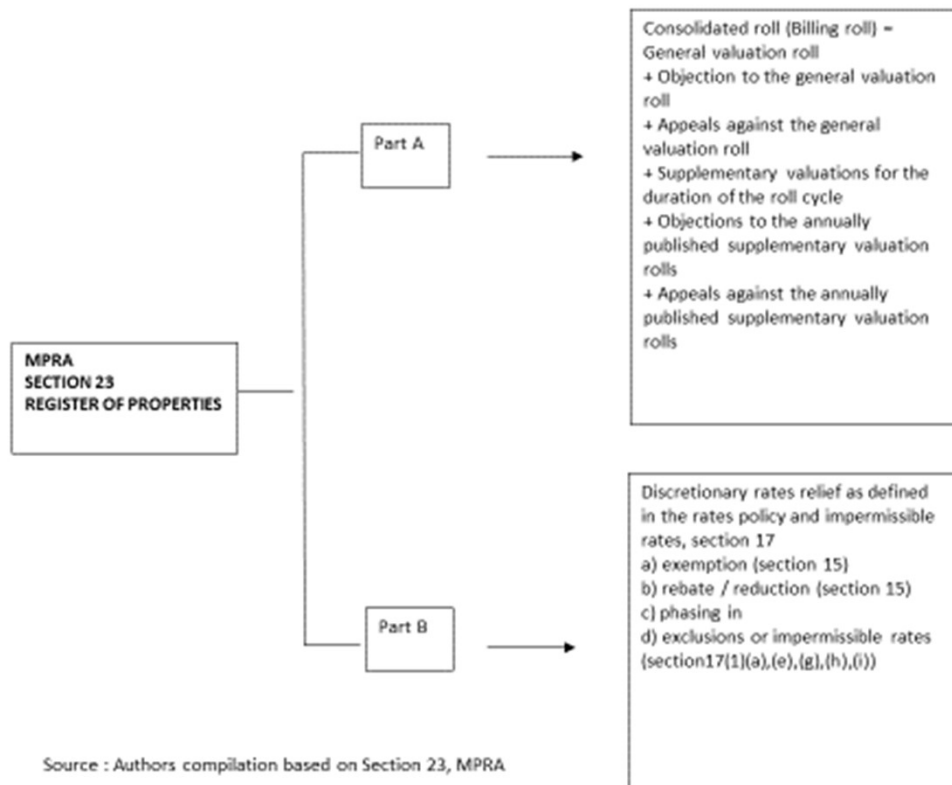 Consolidated roll (Billing roll) =
General valuation roll
+ Objection to the general valuation
roll
+ Appeals against the general
valuation roll
+ Supplementary valuations for the
duration of the roll cycle
+ Objections to the annually
published supplementary valuation
rolls
+ Appeals against the annually
published supplementary valuation
rolls
Part A
MPRA
SECTION 23
REGISTER OF PROPERTIES
Part B
Discretionary rates relief as defined
in the rates policy and impermissible
rates, section 17
a) exemption (section 15)
b) rebate / reduction (section 15)
c) phasing in
d) exclusions or impermissible rates
(section17(1)(a),(e),(g),(h),(i))
Source : Authors compilation based on Section 23, MPRA